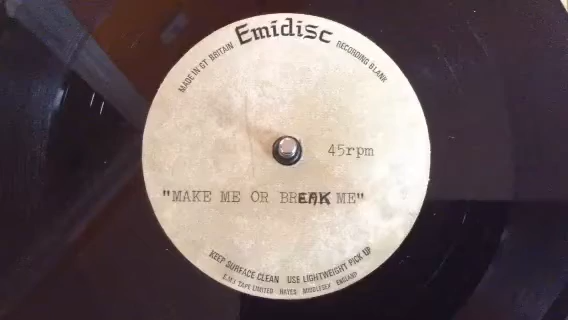 Emidisc
MADE IN GT BRITAIN
RECORDING BLANK
45rpm
"MAKE ME OR BREAK ME"
KEEP SURFACE CLEAN USE LIGHTWEIGHT PICK UP
E.M.I TAPE LIMITED HAYES MIDDLESEX ENGLAND